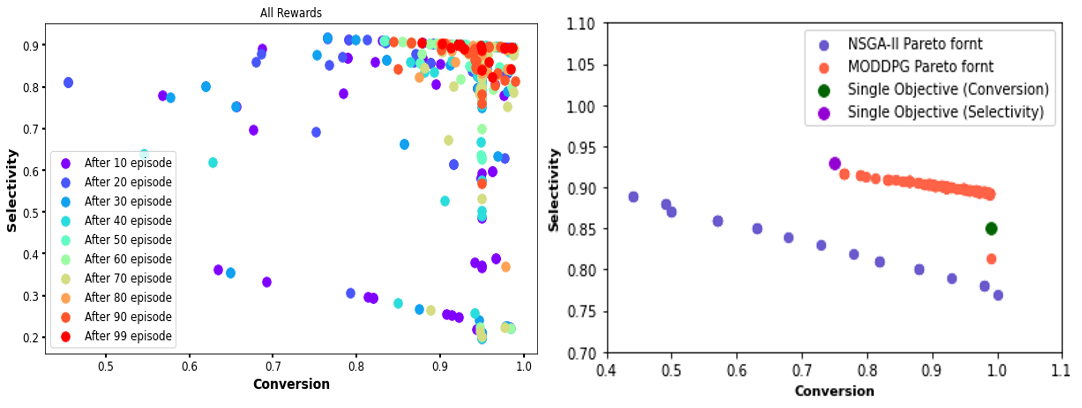 All Rewards
Selectivity
0.9
0.8
0.7
0.6
0.5
0.4
0.3
0.2
After 10 episode
After 20 episode
After 30 episode
After 40 episode
After 50 episode
After 60 episode
After 70 episode
After 80 episode
After 90 episode
After 99 episode
0.5 0.6 0.7 0.8 0.9 1.0
Conversion
Selectivity
1.10
1.05
1.00
0.95
0.90
0.85
0.80
0.75
0.70
NSGA-II Pareto fornt
MODDPG Pareto fornt
Single Objective (Conversion)
Single Objective (Selectivity)
0.4 0.5 0.6 0.7 0.8 0.9 1.0 1.1
Conversion